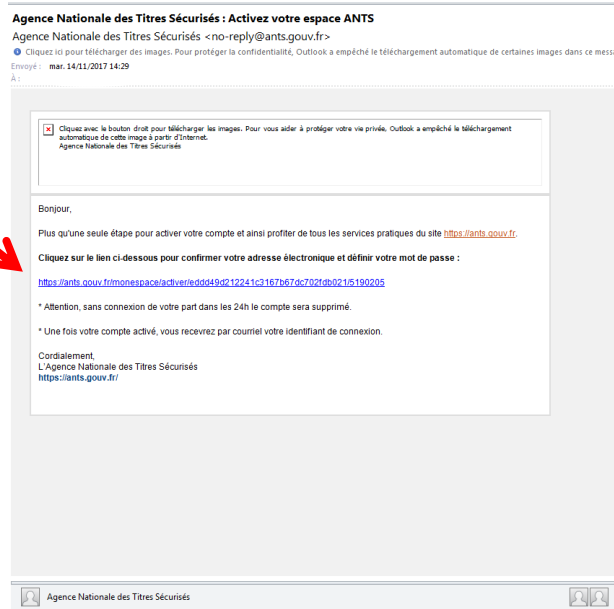 Agence Nationale des Titres Sécurisés : Activez votre espace ANTS
Agence Nationale des Titres Sécurisés <no-reply@ants.gouv.fr>
Cliquez ici pour télécharger des images. Pour protéger la confidentialité, Outlook a empêché le téléchargement automatique de certaines images dans ce mess
Envoyé : mar. 14/11/2017 14:29
À :
Cliquez avec le bouton droit pour télécharger les images. Pour vous aider à protéger votre vie privée, Outlook a empêché le téléchargement
automatique de cette image à partir d'Internet.
Agence Nationale des Titres Sécurisés
Bonjour,
Plus qu'une seule étape pour activer votre compte et ainsi profiter de tous les services pratiques du site https://ants.gouv.fr.
Cliquez sur le lien ci-dessous pour confirmer votre adresse électronique et définir votre mot de passe :
https://ants.gouv.fr/monespace/activer/eddd49d212241c3167b67dc702fdb021/5190205
* Attention, sans connexion de votre part dans les 24h le compte sera supprimé.
* Une fois votre compte activé, vous recevrez par courriel votre identifiant de connexion.
Cordialement,
L'Agence Nationale des Titres Sécurisés
https://ants.gouv.fr/
Agence Nationale des Titres Sécurisés